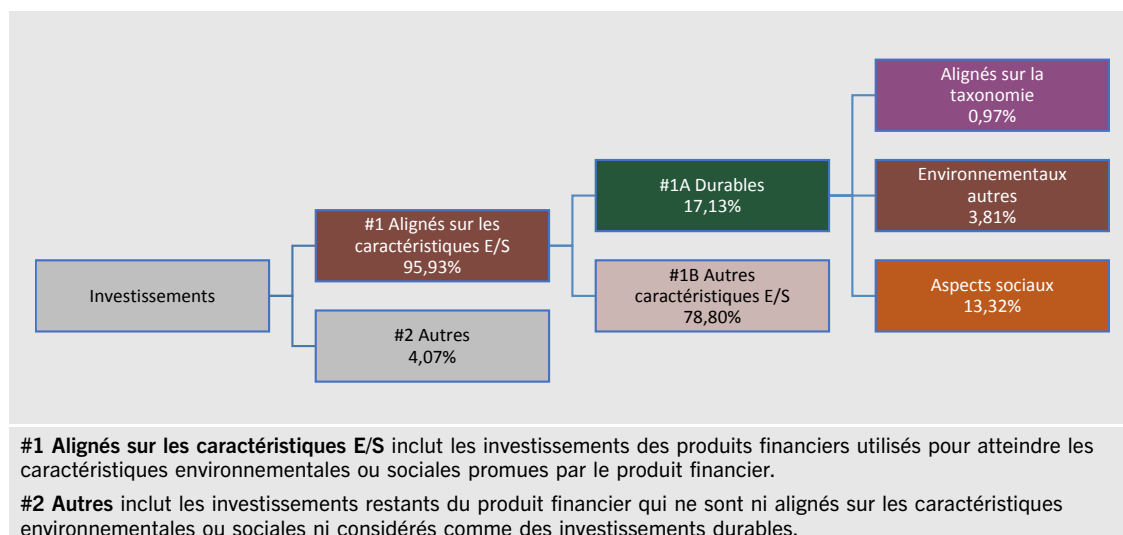 Investissements
#1 Alignés sur les
caractéristiques E/S
95,93%
#2 Autres
4,07%
#1A Durables
17,13%
#1B Autres
caractéristiques E/S
78,80%
Alignés sur la
taxonomie
0,97%
Environnementaux
autres
3,81%
Aspects sociaux
13,32%
#1 Alignés sur les caractéristiques E/S inclut les investissements des produits financiers utilisés pour atteindre les
caractéristiques environnementales ou sociales promues par le produit financier.
#2 Autres inclut les investissements restants du produit financier qui ne sont ni alignés sur les caractéristiques
environnementales ou sociales ni considérés comme des investissements durables.